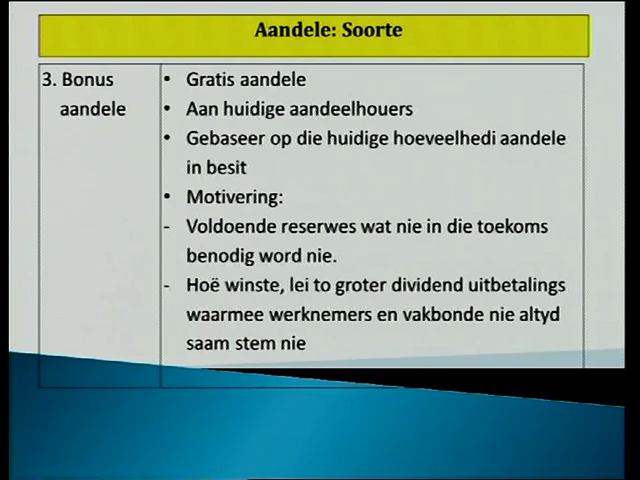 Aandele: Soorte
3. Bonus
aandele
• Gratis aandele
• Aan huidige aandeelhouers
• Gebaseer op die huidige hoeveelhedi aandele
in besit
• Motivering:
- Voldoende reserwes wat nie in die toekoms
benodig word nie.
- Hoë winste, lei to groter dividend uitbetalings
waarmee werknemers en vakbonde nie altyd
saam stem nie